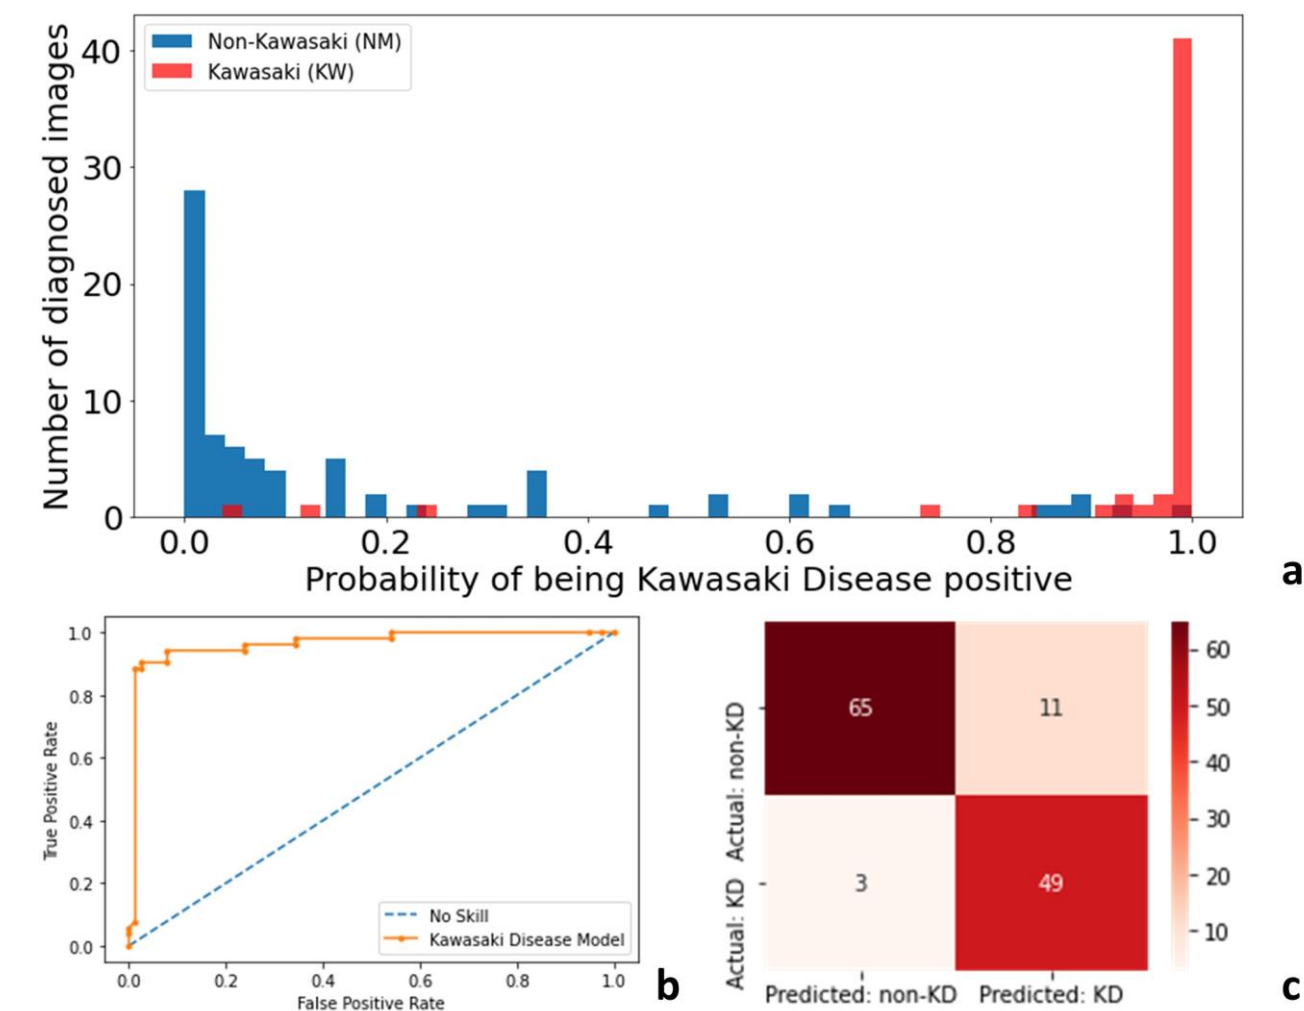 Number of diagnosed images
40
30
20
10
0
Non-Kawasaki (NM)
Kawasaki (KW)
0.0 0.2 0.4 0.6 0.8 1.0
Probability of being Kawasaki Disease positive
a
True Positive Rate
1.0
0.8
0.6
0.4
0.2
0.0
No Skill
Kawasaki Disease Model
0.0 0.2 0.4 0.6 0.8 1.0
False Positive Rate
b
Actual: non-KD
Actual: KD
65 11
3 49
Predicted: non-KD Predicted: KD
60
50
40
30
20
10
c